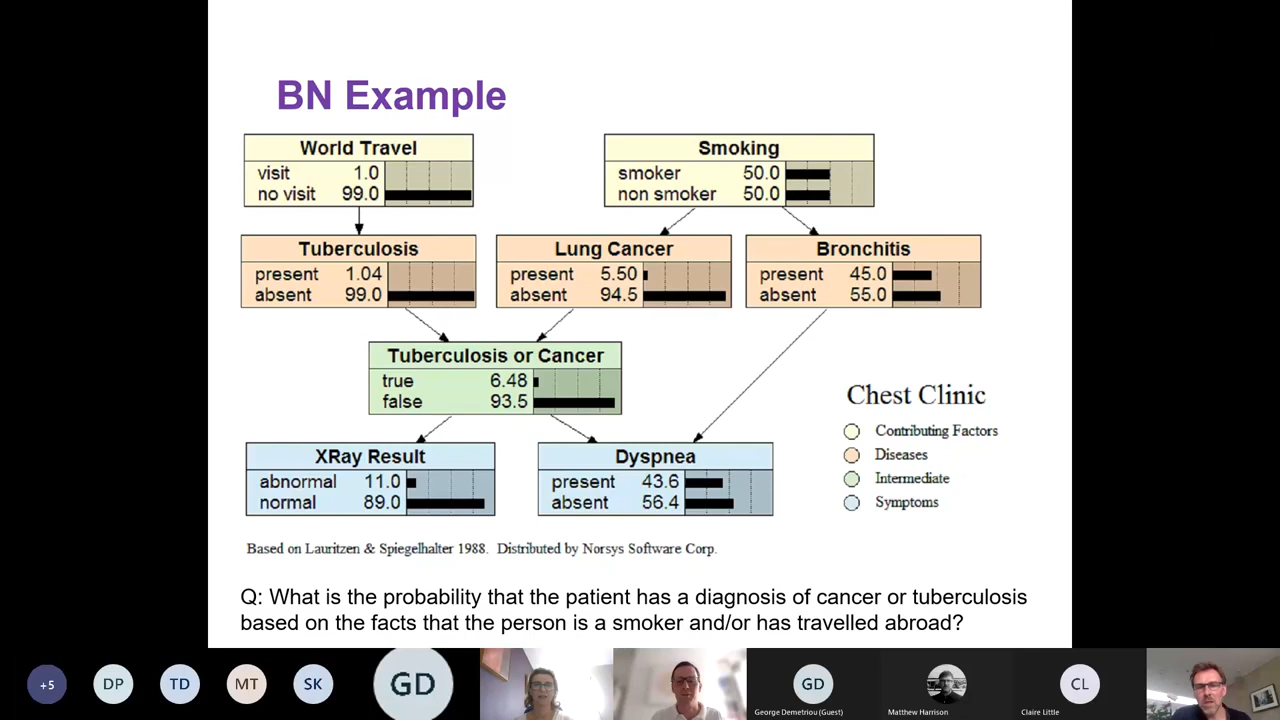 BN Example
World Travel
visit 1.0
no visit 99.0
Smoking
smoker 50.0
non smoker 50.0
Tuberculosis
present 1.04
absent 99.0
Lung Cancer
present 5.50
absent 94.5
Bronchitis
present 45.0
absent 55.0
Tuberculosis or Cancer
true 6.48
false 93.5
XRay Result
abnormal 11.0
normal 89.0
Dyspnea
present 43.6
absent 56.4
Chest Clinic
Contributing Factors
Diseases
Intermediate
Symptoms
Based on Lauritzen & Spiegelhalter 1988. Distributed by Norsys Software Corp.
Q: What is the probability that the patient has a diagnosis of cancer or tuberculosis
based on the facts that the person is a smoker and/or has travelled abroad?
+5
DP
TD
MT
SK
GD
GD
George Demetriou (Guest)
Matthew Harrison
CL
Claire Little